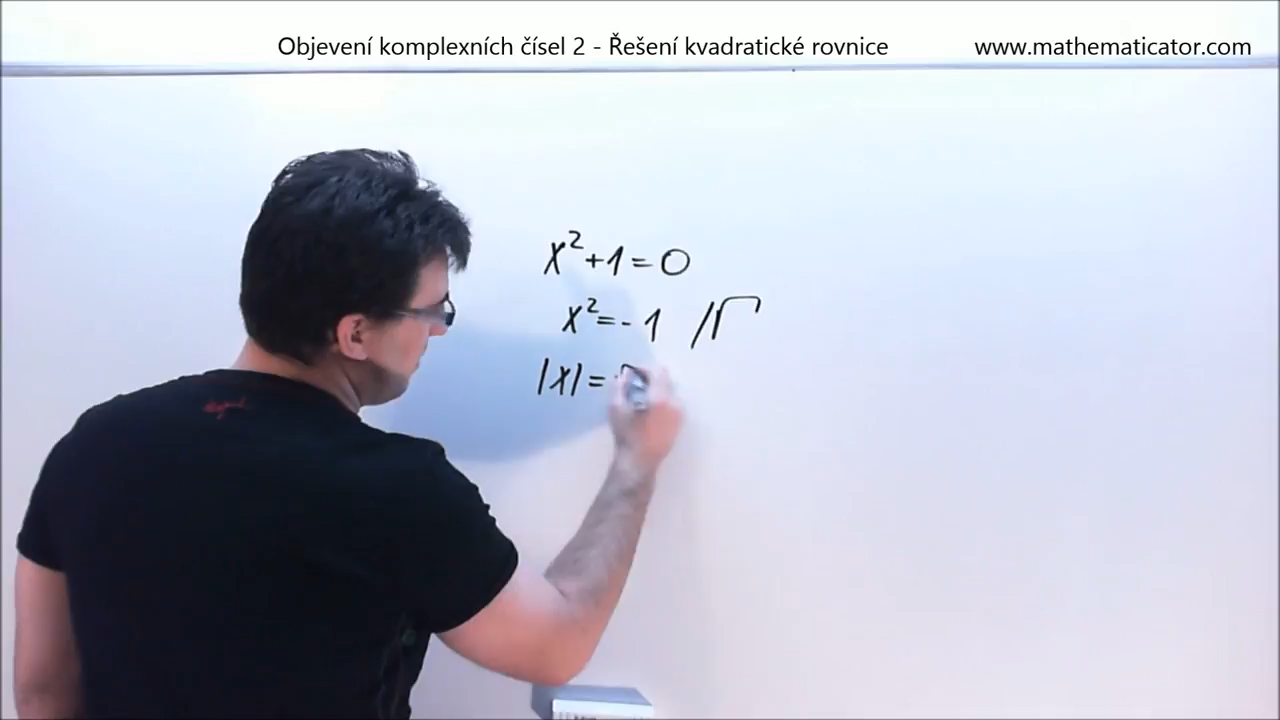 Objevení komplexních čísel 2 - Řešení kvadratické rovnice www.mathematicator.com
x²+1=0
x²=-1 /√
|x|=